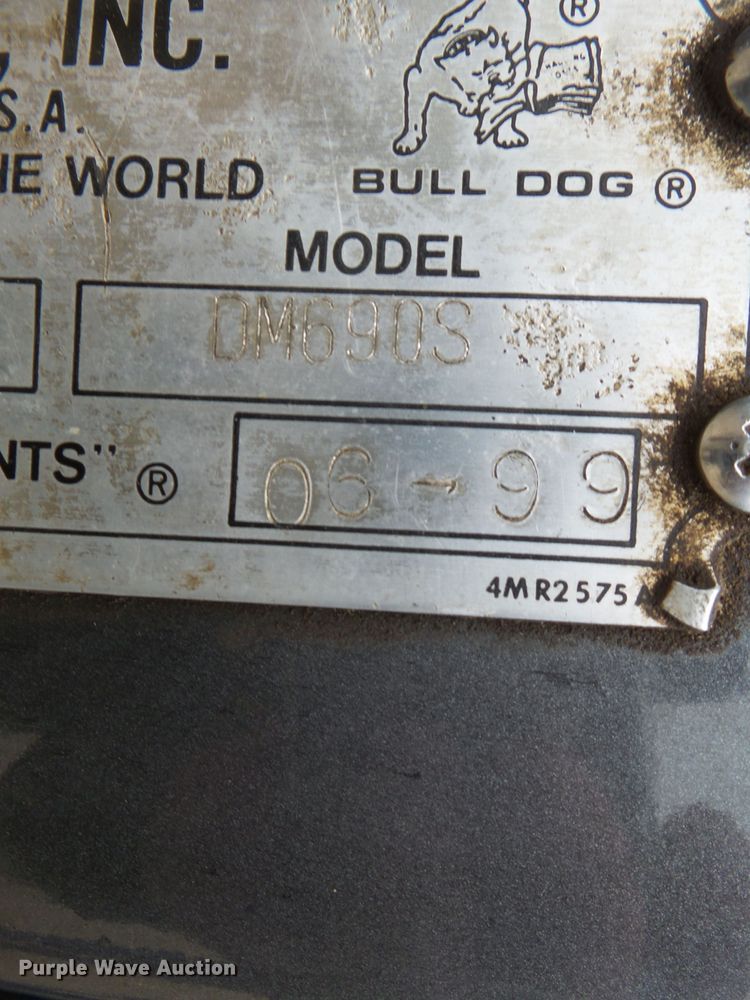 , INC.
®
S.A.
HE WORLD
BULL DOG ®
MODEL
DM690S
NTS" ®
06-99
4MR2575A
Purple Wave Auction